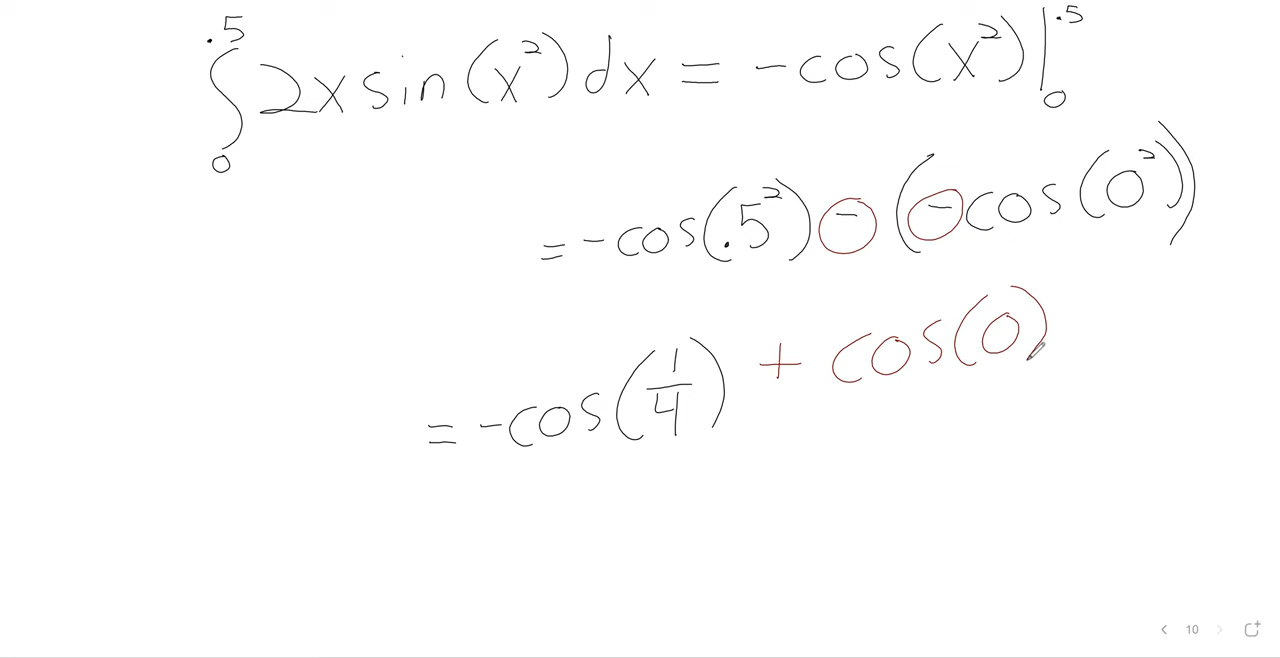 ∫₀^.5 2x sin(x²) dx = -cos(x²) |₀^.5
= -cos(.5²) - (-cos(0²))
= -cos(1/4) + cos(0)
< 10 >